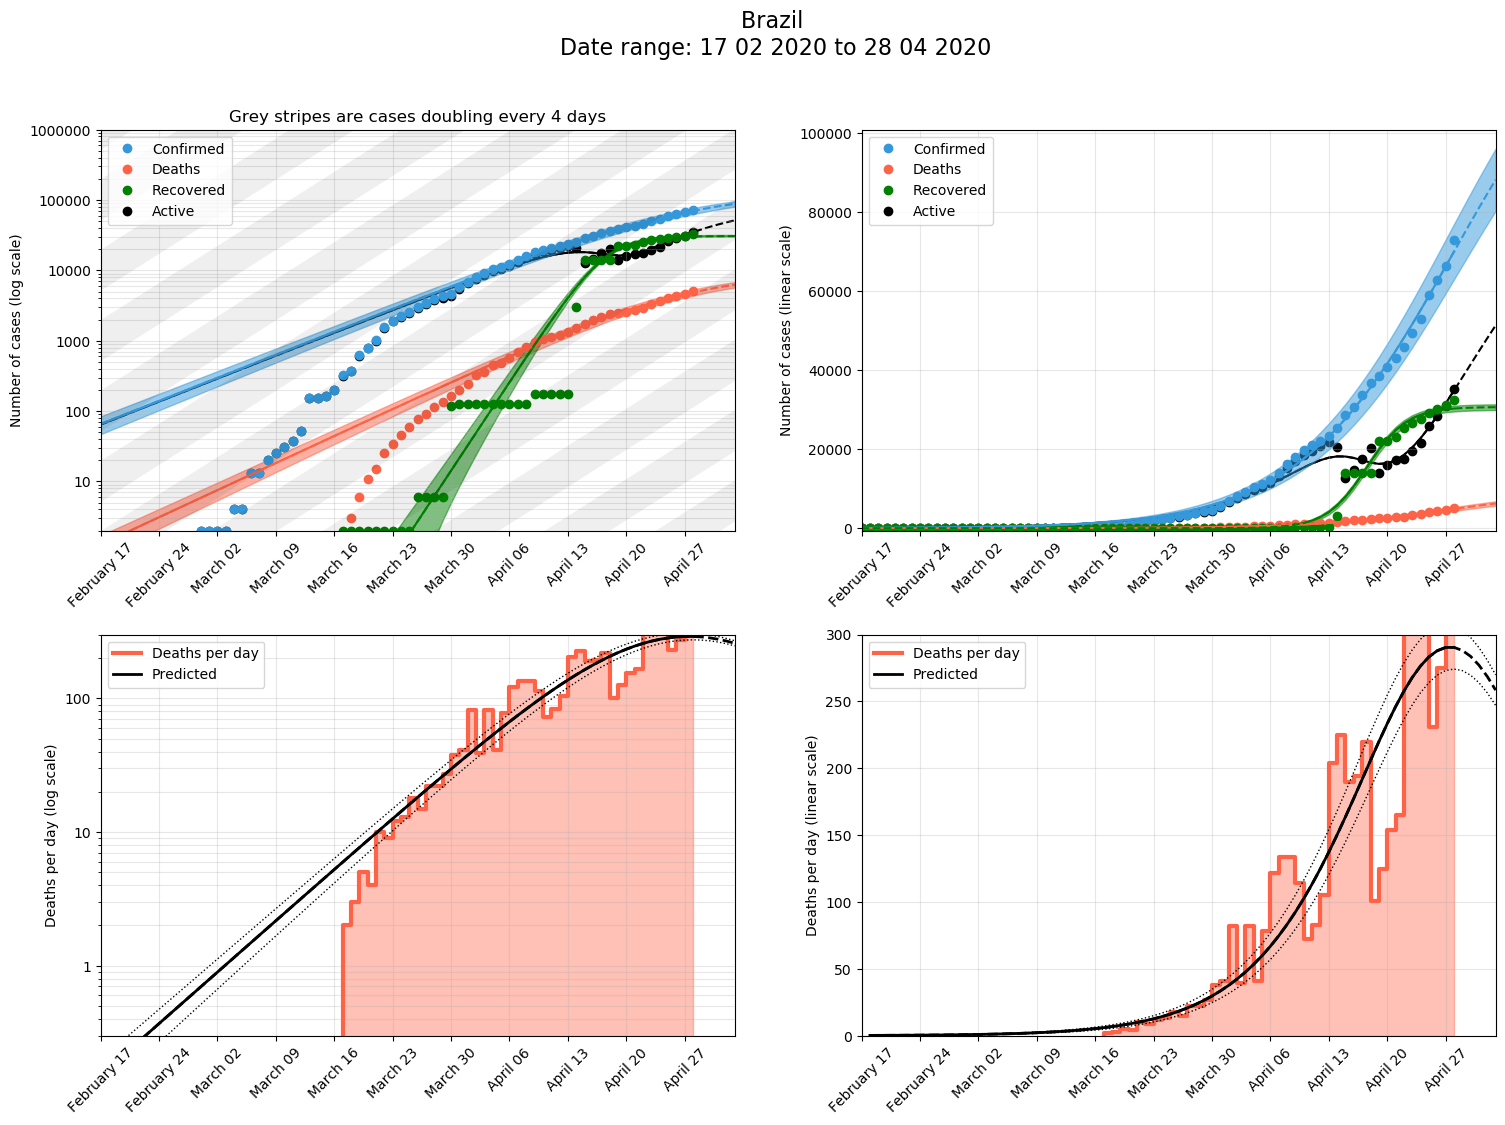 Brazil
Date range: 17 02 2020 to 28 04 2020
Grey stripes are cases doubling every 4 days
Number of cases (log scale)
1000000
100000
10000
1000
100
10
Confirmed
Deaths
Recovered
Active
February 17
February 24
March 02
March 09
March 16
March 23
March 30
April 06
April 13
April 20
April 27
Number of cases (linear scale)
100000
80000
60000
40000
20000
0
Confirmed
Deaths
Recovered
Active
February 17
February 24
March 02
March 09
March 16
March 23
March 30
April 06
April 13
April 20
April 27
Deaths per day (log scale)
100
10
1
Deaths per day
Predicted
February 17
February 24
March 02
March 09
March 16
March 23
March 30
April 06
April 13
April 20
April 27
Deaths per day (linear scale)
300
250
200
150
100
50
0
Deaths per day
Predicted
February 17
February 24
March 02
March 09
March 16
March 23
March 30
April 06
April 13
April 20
April 27